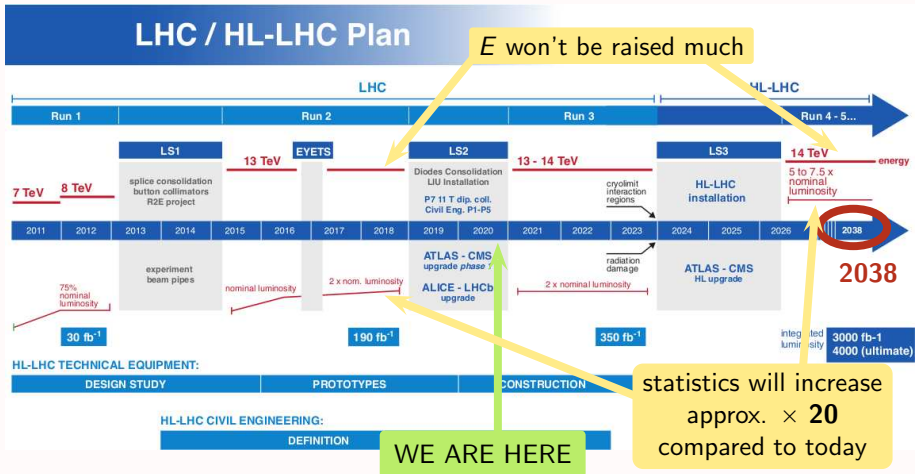 LHC / HL-LHC Plan
E won't be raised much
LHC
HL-LHC
Run 1
Run 2
Run 3
Run 4 - 5...
LS1
EYETS
LS2
LS3
7 TeV
8 TeV
13 TeV
13 - 14 TeV
14 TeV
energy
splice consolidation
button collimators
R2E project
Diodes Consolidation
LIU Installation
P7 11 T dip. coll.
Civil Eng. P1-P5
cryolimit
interaction
regions
HL-LHC
installation
5 to 7.5 x
nominal
luminosity
2011 2012 2013 2014 2015 2016 2017 2018 2019 2020 2021 2022 2023 2024 2025 2026 2038
2038
experiment
beam pipes
ATLAS - CMS
upgrade phase 1
ALICE - LHCb
upgrade
radiation
damage
ATLAS - CMS
HL upgrade
75%
nominal
luminosity
nominal luminosity
2 x nom. luminosity
2 x nominal luminosity
30 fb-1
190 fb-1
350 fb-1
integrated
luminosity
3000 fb-1
4000 (ultimate)
HL-LHC TECHNICAL EQUIPMENT:
DESIGN STUDY
PROTOTYPES
CONSTRUCTION
statistics will increase
approx. × 20
compared to today
HL-LHC CIVIL ENGINEERING:
DEFINITION
WE ARE HERE